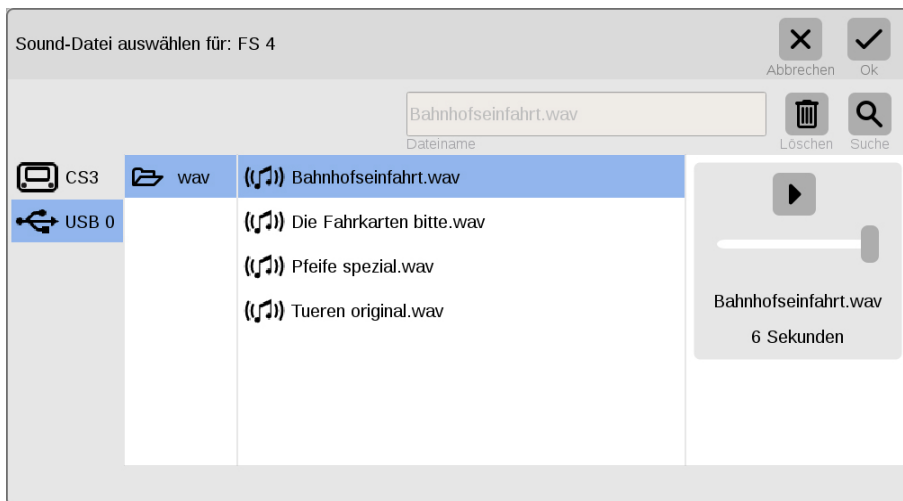 Sound-Datei auswählen für: FS 4
Abbrechen
Ok
Bahnhofseinfahrt.wav
Dateiname
Löschen
Suche
CS3
USB 0
wav
Bahnhofseinfahrt.wav
Die Fahrkarten bitte.wav
Pfeife spezial.wav
Tueren original.wav
Bahnhofseinfahrt.wav
6 Sekunden